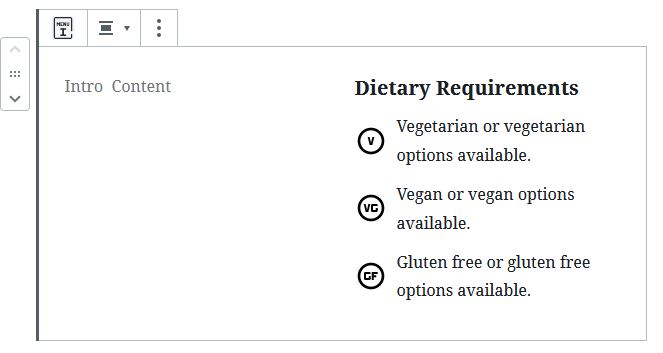 MENU
I
Intro Content
Dietary Requirements
V
Vegetarian or vegetarian
options available.
VG
Vegan or vegan options
available.
GF
Gluten free or gluten free
options available.